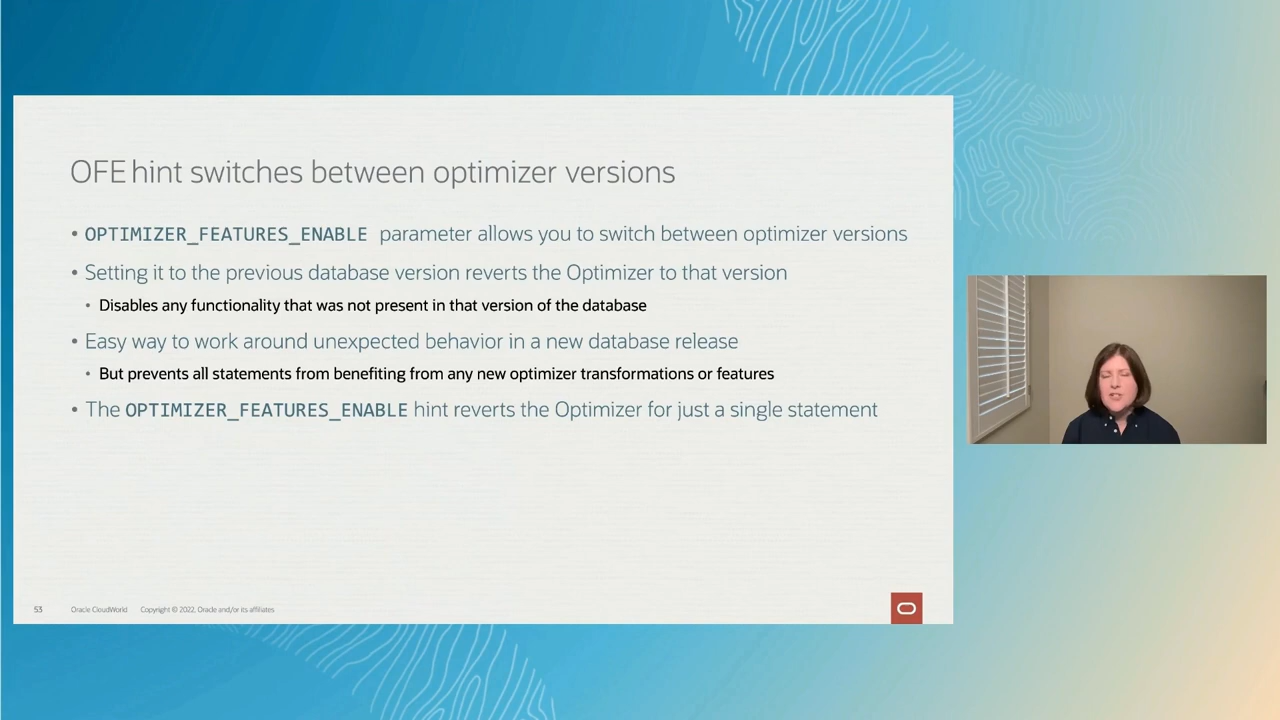 OFE hint switches between optimizer versions
• OPTIMIZER_FEATURES_ENABLE parameter allows you to switch between optimizer versions
• Setting it to the previous database version reverts the Optimizer to that version
• Disables any functionality that was not present in that version of the database
• Easy way to work around unexpected behavior in a new database release
• But prevents all statements from benefiting from any new optimizer transformations or features
• The OPTIMIZER_FEATURES_ENABLE hint reverts the Optimizer for just a single statement
53 Oracle CloudWorld Copyright © 2022, Oracle and/or its affiliates